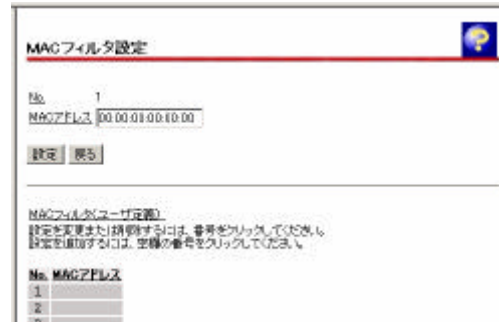 MACフィルタ設定
No. 1
MACアドレス 00:00:01:00:10:00
設定 戻る
MACフィルタ(ユーザ定義)
設定を変更または削除するには、番号をクリックしてください。
設定を追加するには、空欄の番号をクリックしてください。
No. MACアドレス
1
2